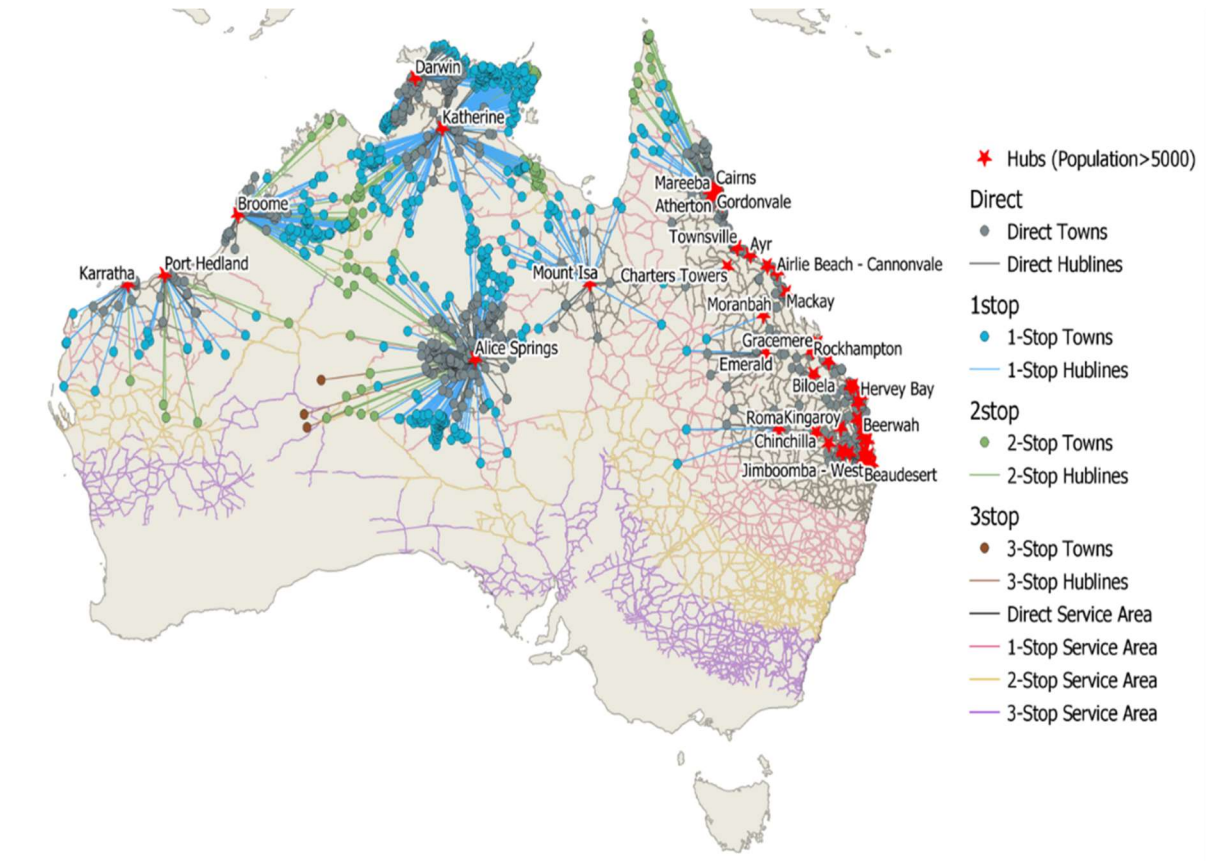 Darwin
Katherine
Broome
Port Hedland
Karratha
Alice Springs
Mount Isa
Mareeba
Cairns
Atherton
Gordonvale
Townsville
Ayr
Charters Towers
Airlie Beach - Cannonvale
Moranbah
Mackay
Gracemere
Rockhampton
Emerald
Biloela
Hervey Bay
Roma
Kingaroy
Beerwah
Chinchilla
Jimboomba - West
Beaudesert
Hubs (Population>5000)
Direct
Direct Towns
Direct Hublines
1stop
1-Stop Towns
1-Stop Hublines
2stop
2-Stop Towns
2-Stop Hublines
3stop
3-Stop Towns
3-Stop Hublines
Direct Service Area
1-Stop Service Area
2-Stop Service Area
3-Stop Service Area